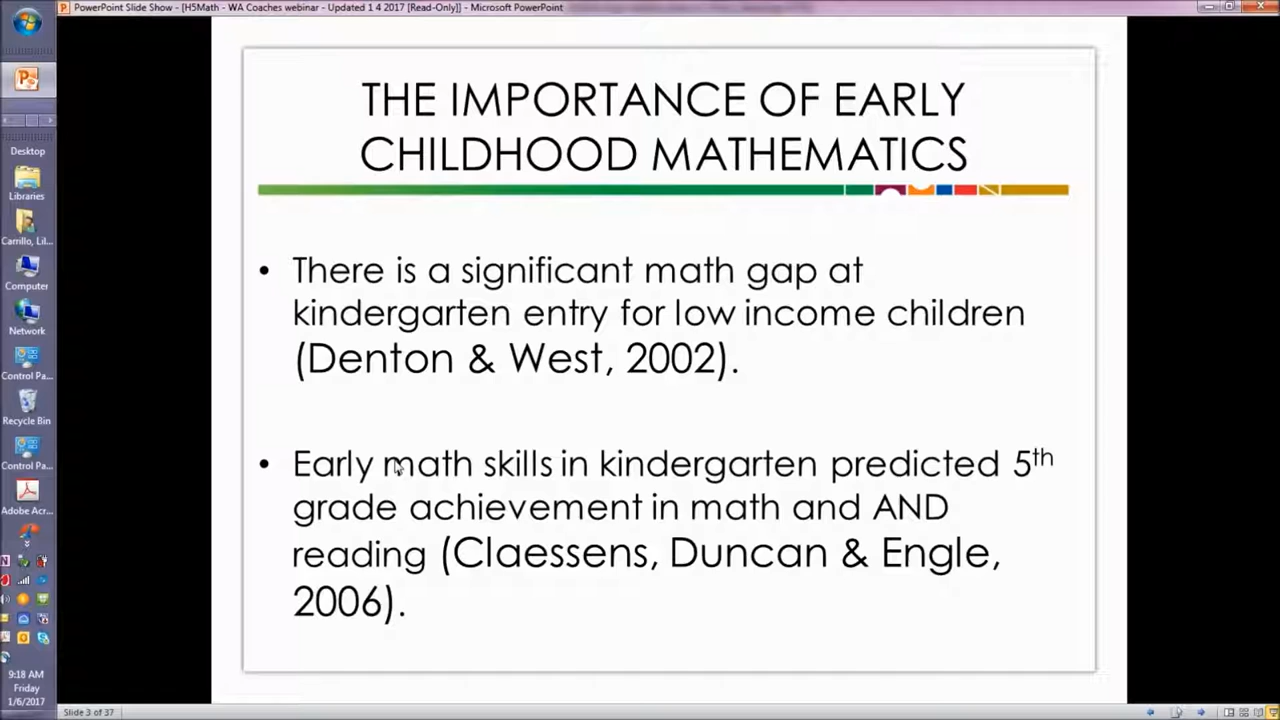 PowerPoint Slide Show - [H5Math - WA Coaches webinar - Updated 1 4 2017 [Read-Only]] - Microsoft PowerPoint
THE IMPORTANCE OF EARLY
CHILDHOOD MATHEMATICS
• There is a significant math gap at
kindergarten entry for low income children
(Denton & West, 2002).
• Early math skills in kindergarten predicted 5th
grade achievement in math and AND
reading (Claessens, Duncan & Engle,
2006).
Desktop
Libraries
Carrillo, Lil...
Computer
Network
Control Pa...
Recycle Bin
Control Pa...
Adobe Acr...
9:18 AM
Friday
1/6/2017
Slide 3 of 37